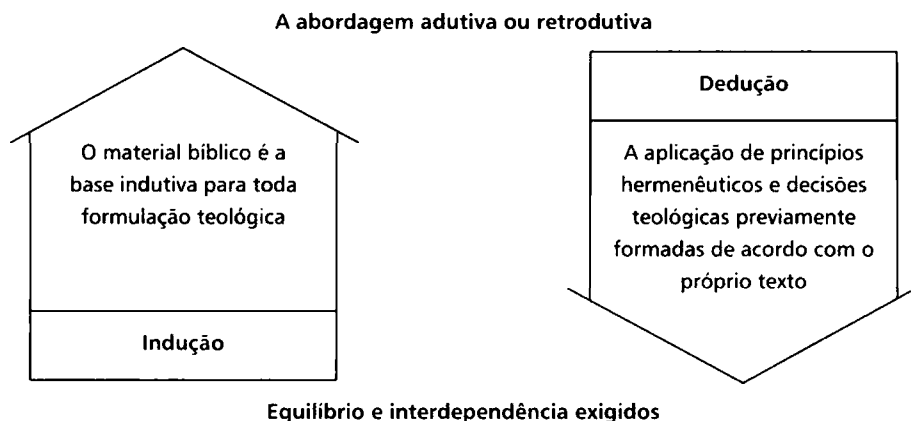 A abordagem adutiva ou retrodutiva
O material bíblico é a
base indutiva para toda
formulação teológica
Indução
Dedução
A aplicação de princípios
hermenêuticos e decisões
teológicas previamente
formadas de acordo com o
próprio texto
Equilíbrio e interdependência exigidos